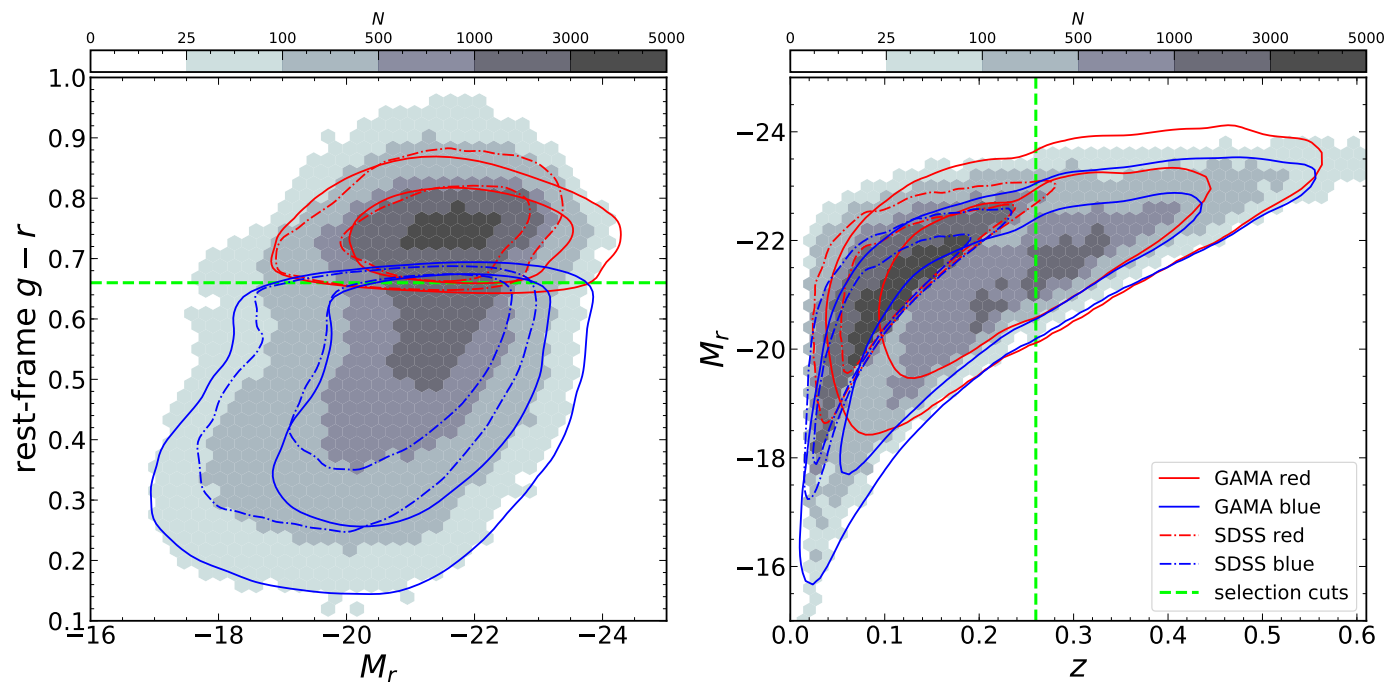 N
0 25 100 500 1000 3000 5000
1.0
0.9
0.8
0.7
0.6
0.5
0.4
0.3
0.2
0.1
rest-frame g − r
−16 −18 −20 −22 −24
M_r
N
0 25 100 500 1000 3000 5000
−24
−22
−20
−18
−16
M_r
GAMA red
GAMA blue
SDSS red
SDSS blue
selection cuts
0.0 0.1 0.2 0.3 0.4 0.5 0.6
z